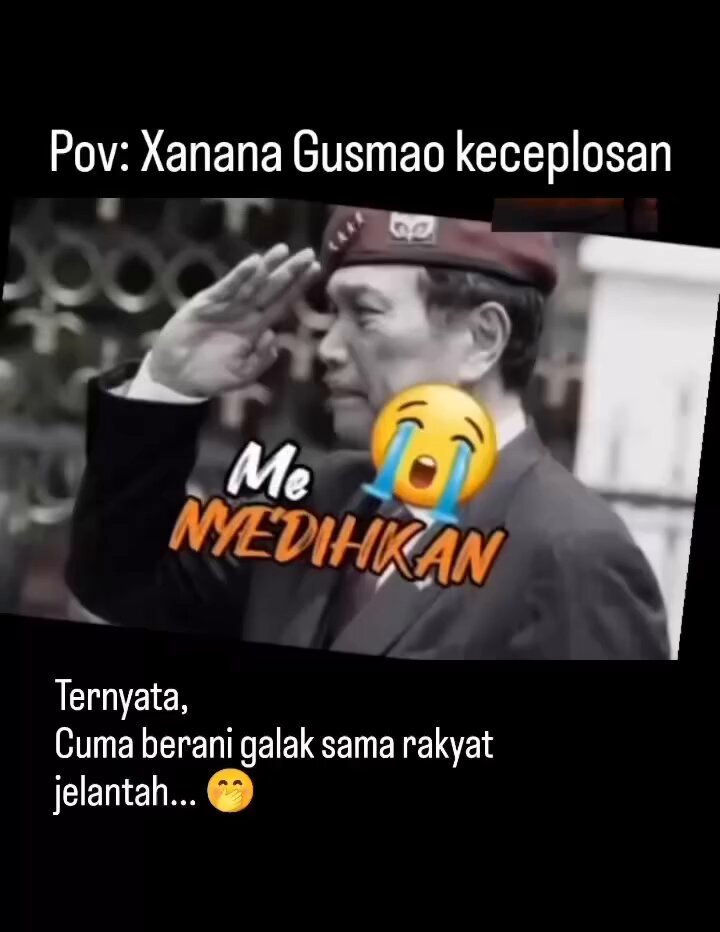 Pov: Xanana Gusmao keceplosan
Me
NYEDIHKAN
Ternyata,
Cuma berani galak sama rakyat
jelantah... 🤭